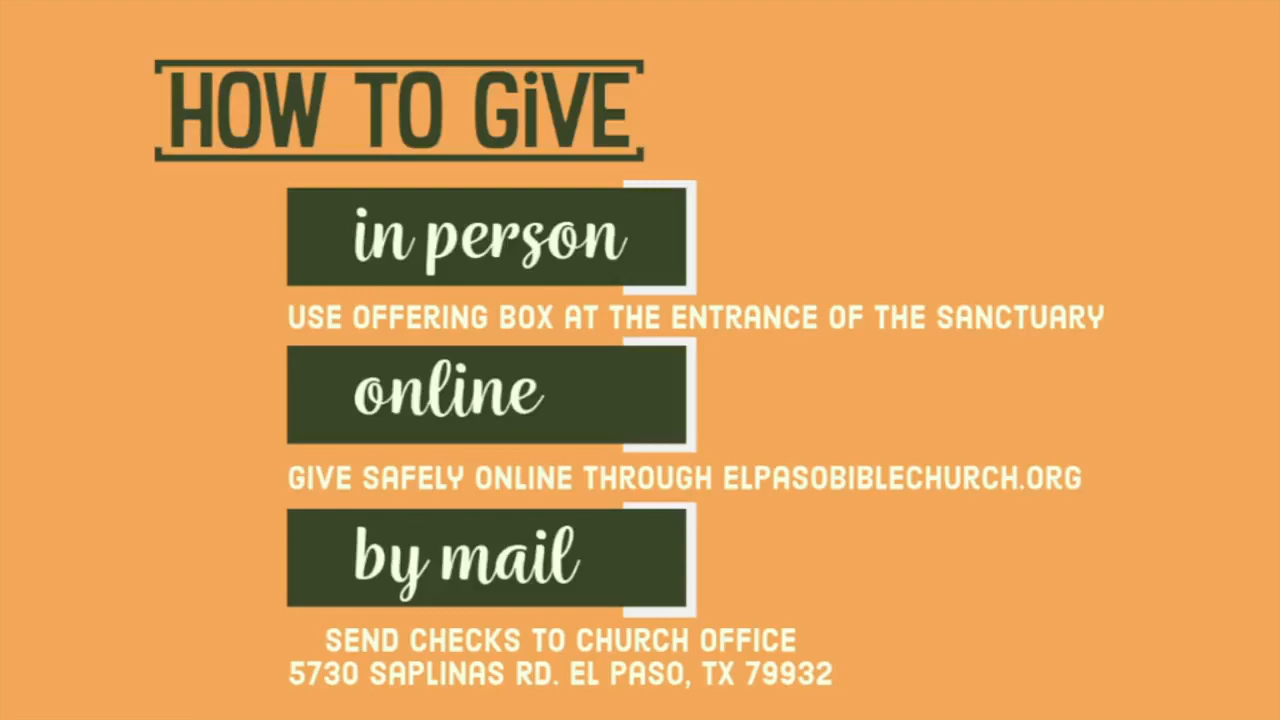 HOW TO GiVE
in person
USE OFFERING BOX AT THE ENTRANCE OF THE SANCTUARY
online
GIVE SAFELY ONLINE THROUGH ELPASOBIBLECHURCH.ORG
by mail
SEND CHECKS TO CHURCH OFFICE
5730 SAPLINAS RD. EL PASO, TX 79932